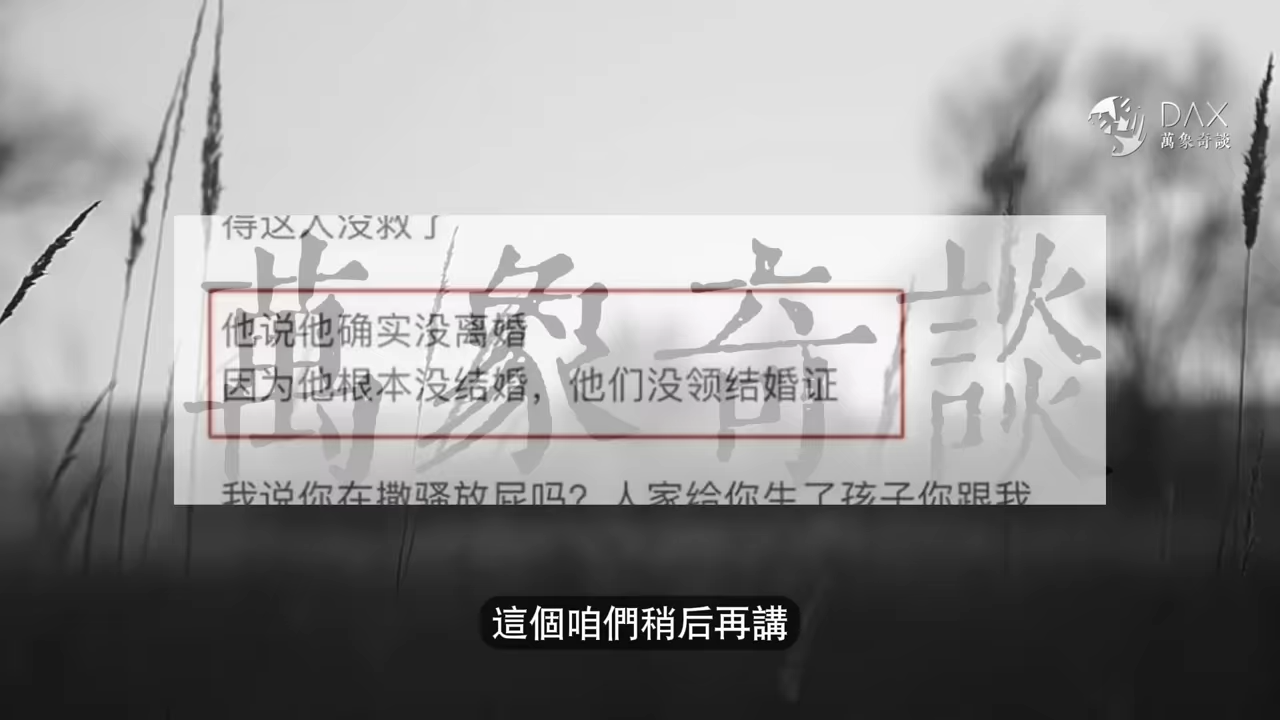 DAX
萬象奇談
得这人没救了
萬象奇談
他说他确实没离婚
因为他根本没结婚，他们没领结婚证
我说你在撒骚放屁吗？人家给你生了孩子你跟我
這個咱們稍后再講